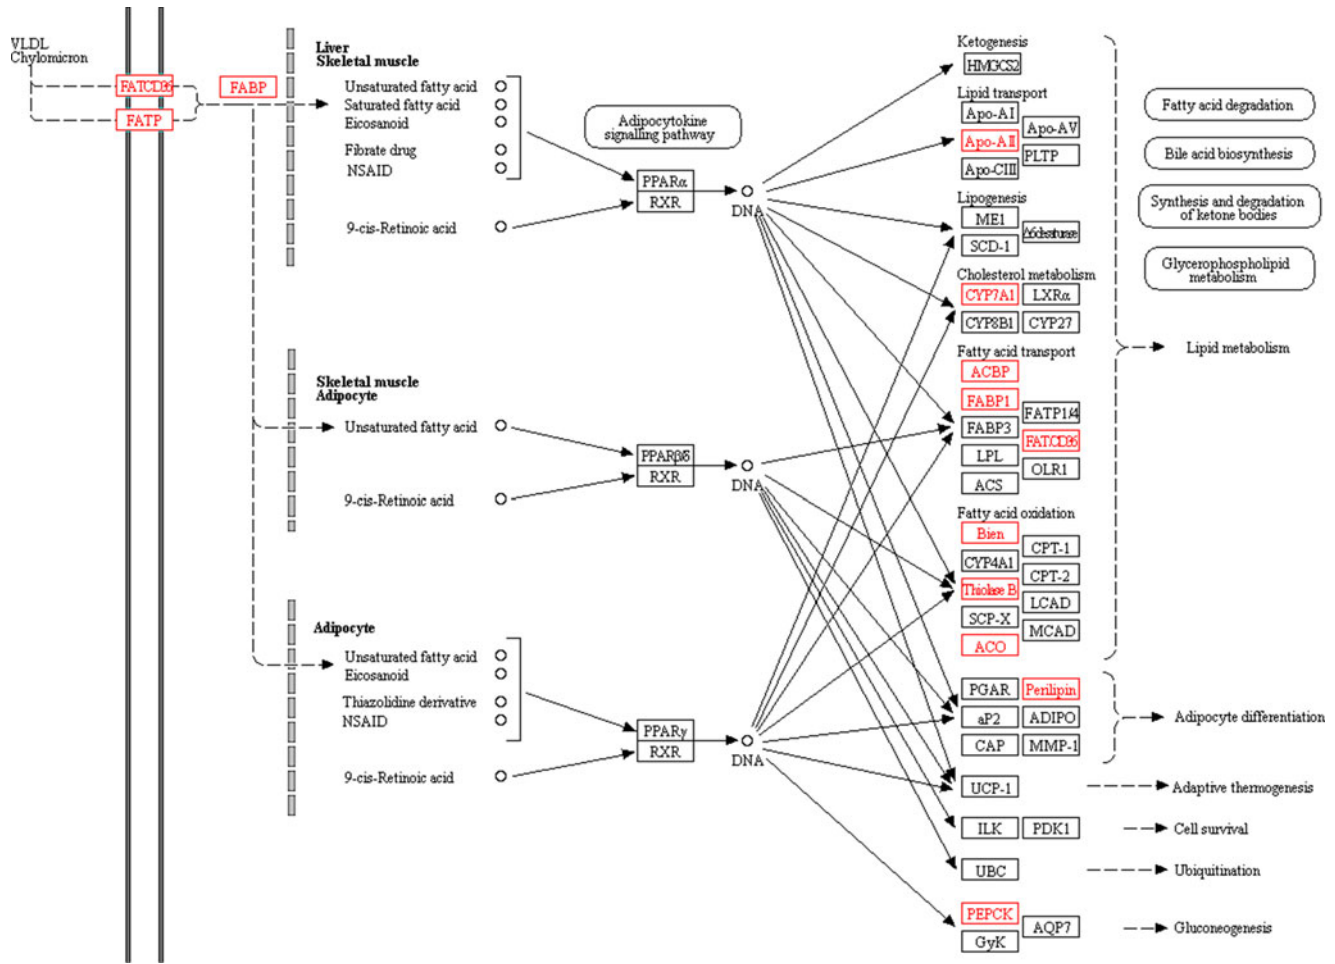 VLDL
Chylomicron
FATCD36
FATP
FABP
Liver
Skeletal muscle
Unsaturated fatty acid
Saturated fatty acid
Eicosanoid
Fibrate drug
NSAID
9-cis-Retinoic acid
Adipocytokine
signalling pathway
PPARα
RXR
DNA
Skeletal muscle
Adipocyte
Unsaturated fatty acid
9-cis-Retinoic acid
PPARβ/δ
RXR
DNA
Adipocyte
Unsaturated fatty acid
Eicosanoid
Thiazolidine derivative
NSAID
9-cis-Retinoic acid
PPARγ
RXR
DNA
Ketogenesis
HMGCS2
Lipid transport
Apo-AI
Apo-AV
Apo-AII
PLTP
Apo-CIII
Lipogenesis
ME1
Δ6desaturase
SCD-1
Cholesterol metabolism
CYP7A1
LXRα
CYP8B1
CYP27
Fatty acid transport
ACBP
FABP1
FATP1/4
FABP3
FATCD36
LPL
OLR1
ACS
Fatty acid oxidation
Bien
CPT-1
CYP4A1
CPT-2
Thiolase B
LCAD
SCP-X
MCAD
ACO
PGAR
Perilipin
aP2
ADIPO
CAP
MMP-1
UCP-1
ILK
PDK1
UBC
PEPCK
AQP7
GyK
Fatty acid degradation
Bile acid biosynthesis
Synthesis and degradation
of ketone bodies
Glycerophospholipid
metabolism
Lipid metabolism
Adipocyte differentiation
Adaptive thermogenesis
Cell survival
Ubiquitination
Gluconeogenesis